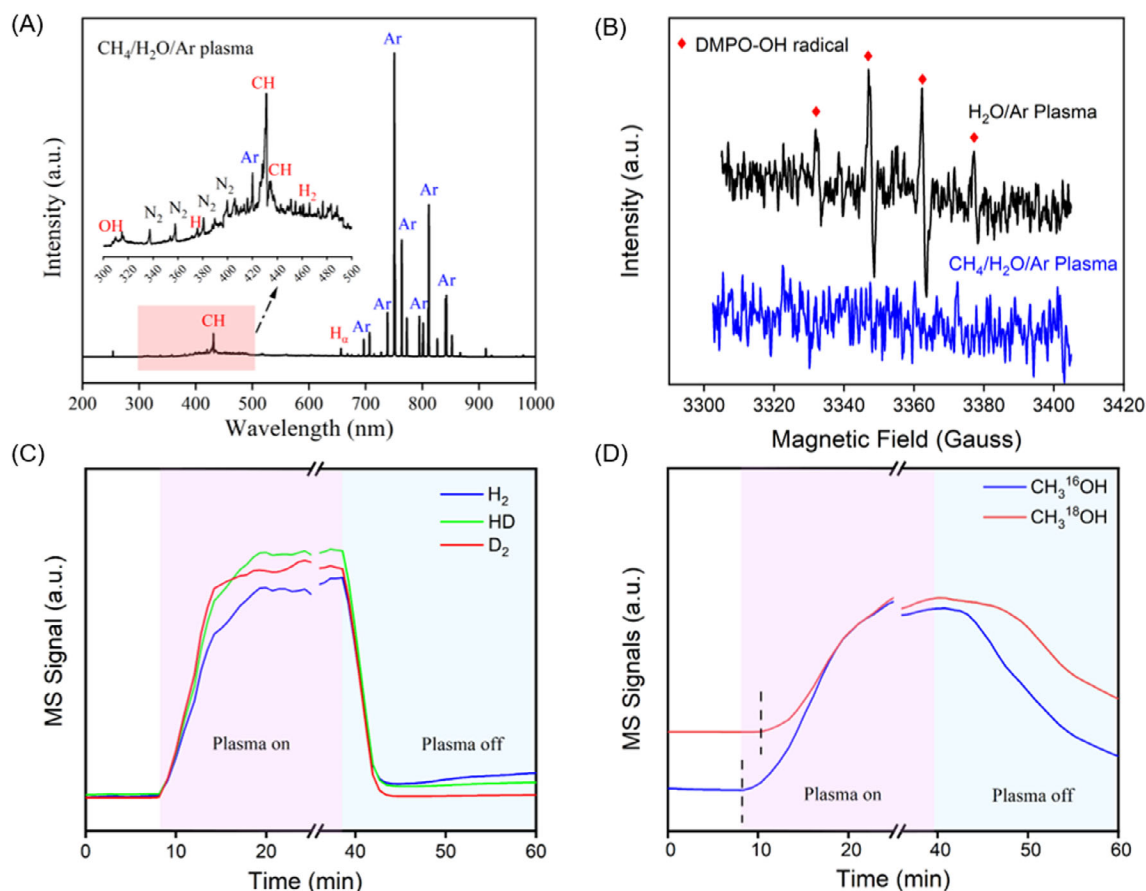 (A)
CH₄/H₂O/Ar plasma
Intensity (a.u.)
OH
N₂
N₂
H
N₂
N₂
Ar
CH
CH
H₂
300 320 340 360 380 400 420 440 460 480 500
CH
Hα
Ar
Ar
Ar
Ar
Ar
Ar
Ar
200 300 400 500 600 700 800 900 1000
Wavelength (nm)
(B)
DMPO-OH radical
H₂O/Ar Plasma
CH₄/H₂O/Ar Plasma
Intensity (a.u.)
3300 3320 3340 3360 3380 3400 3420
Magnetic Field (Gauss)
(C)
H₂
HD
D₂
MS Signal (a.u.)
Plasma on
Plasma off
0 10 20 40 50 60
Time (min)
(D)
CH₃¹⁶OH
CH₃¹⁸OH
MS Signals (a.u.)
Plasma on
Plasma off
0 10 20 40 50 60
Time (min)